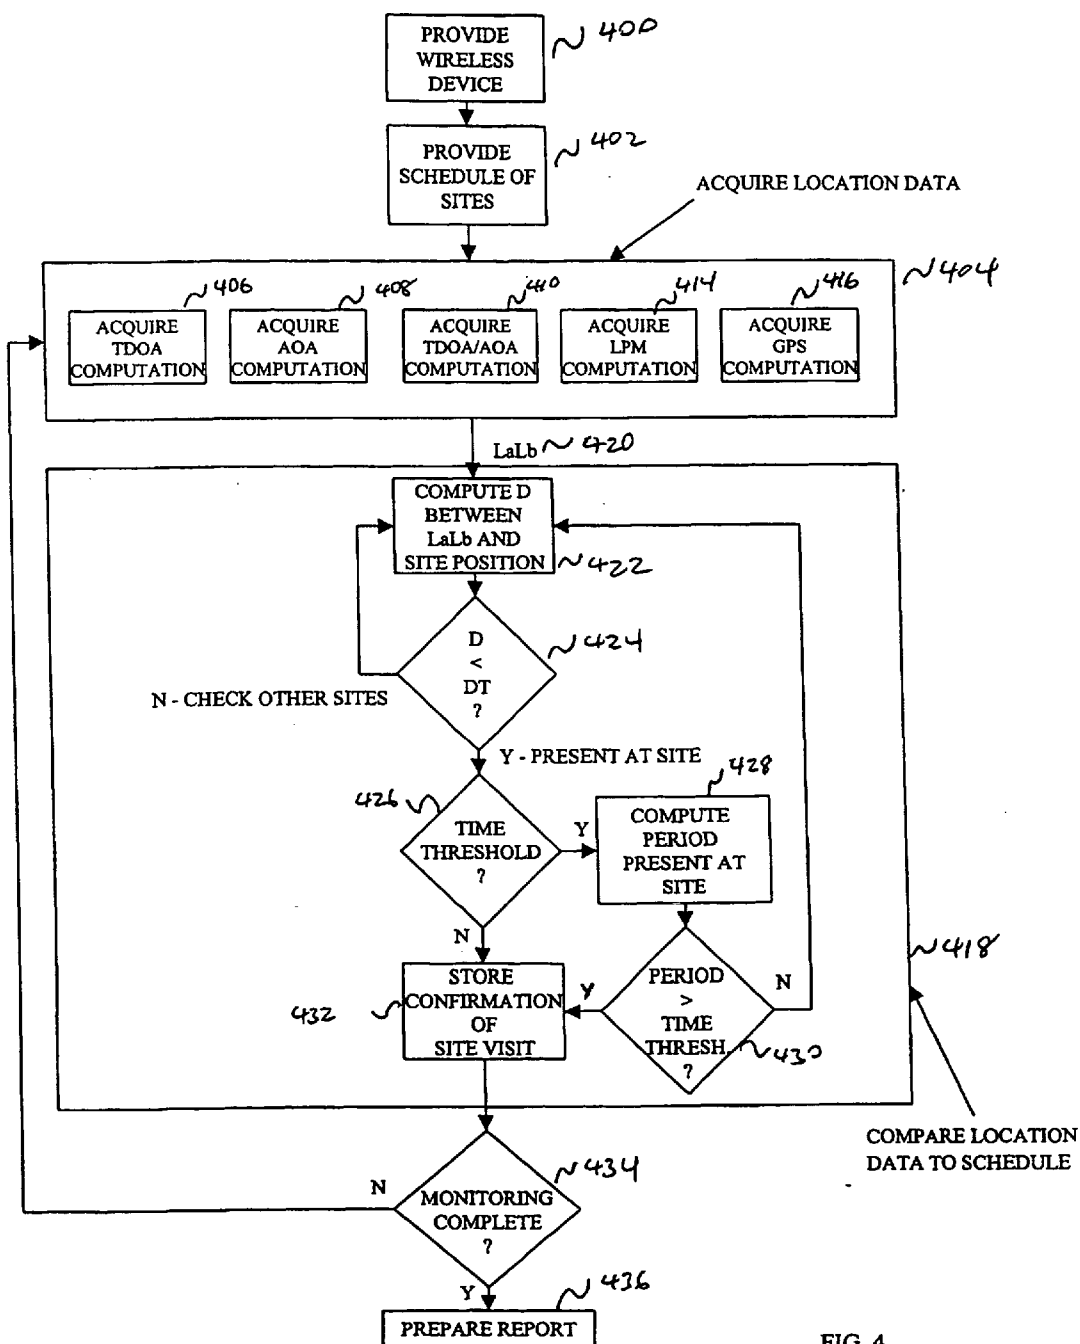 PROVIDE
WIRELESS
DEVICE
400
PROVIDE
SCHEDULE OF
SITES
402
ACQUIRE LOCATION DATA
404
406
ACQUIRE
TDOA
COMPUTATION
408
ACQUIRE
AOA
COMPUTATION
410
ACQUIRE
TDOA/AOA
COMPUTATION
414
ACQUIRE
LPM
COMPUTATION
416
ACQUIRE
GPS
COMPUTATION
LaLb 420
COMPUTE D
BETWEEN
LaLb AND
SITE POSITION
422
D
<
DT
?
424
N - CHECK OTHER SITES
Y - PRESENT AT SITE
426
TIME
THRESHOLD
?
Y
428
COMPUTE
PERIOD
PRESENT AT
SITE
N
418
STORE
CONFIRMATION
OF
SITE VISIT
432
Y
PERIOD
>
TIME
THRESH.
?
N
430
COMPARE LOCATION
DATA TO SCHEDULE
434
N
MONITORING
COMPLETE
?
Y
436
PREPARE REPORT
FIG. 4